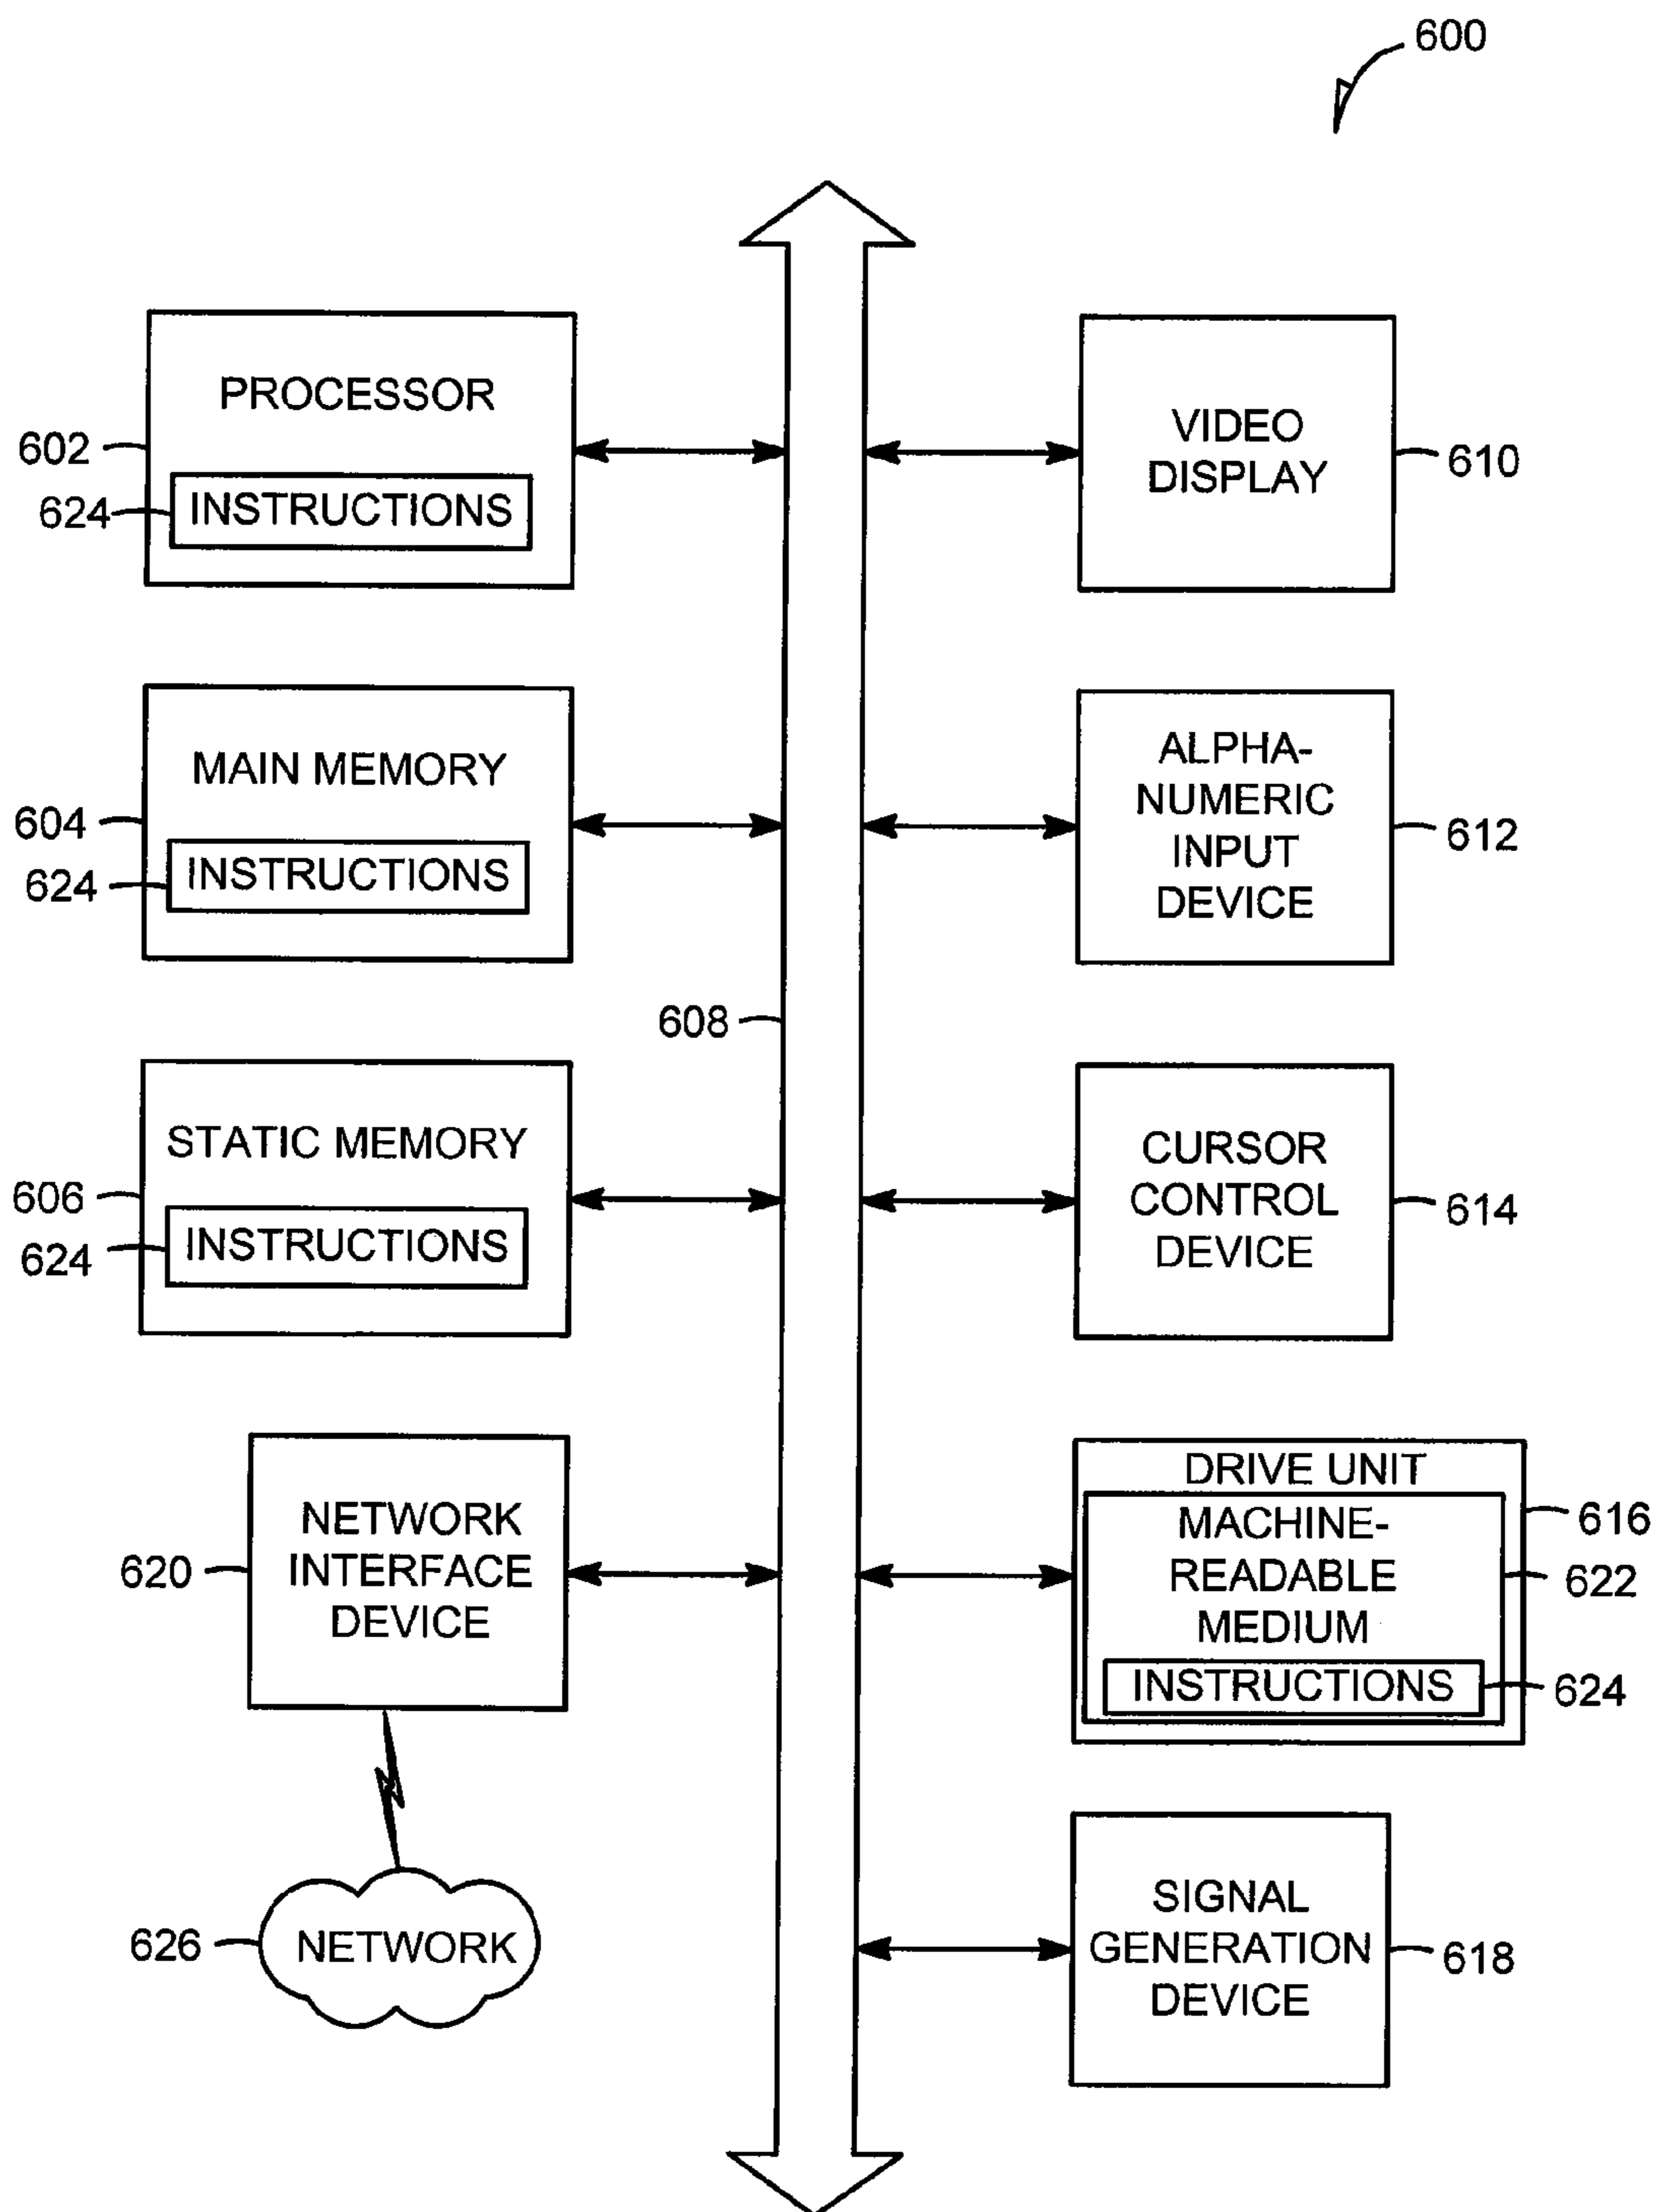 600
PROCESSOR
602
624
INSTRUCTIONS
VIDEO
DISPLAY
610
MAIN MEMORY
604
624
INSTRUCTIONS
ALPHA-
NUMERIC
INPUT
DEVICE
612
608
STATIC MEMORY
606
624
INSTRUCTIONS
CURSOR
CONTROL
DEVICE
614
NETWORK
INTERFACE
DEVICE
620
DRIVE UNIT
616
MACHINE-
READABLE
MEDIUM
622
INSTRUCTIONS
624
626
NETWORK
SIGNAL
GENERATION
DEVICE
618